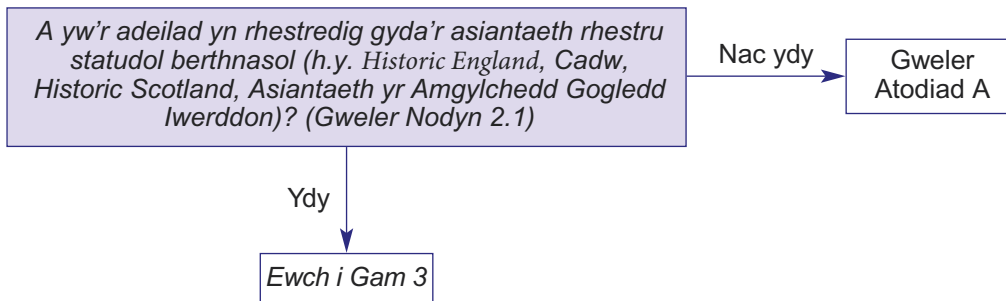 A yw'r adeilad yn rhestredig gyda'r asiantaeth rhestru
statudol berthnasol (h.y. Historic England, Cadw,
Historic Scotland, Asiantaeth yr Amgylchedd Gogledd
Iwerddon)? (Gweler Nodyn 2.1)
Nac ydy
Gweler
Atodiad A
Ydy
Ewch i Gam 3